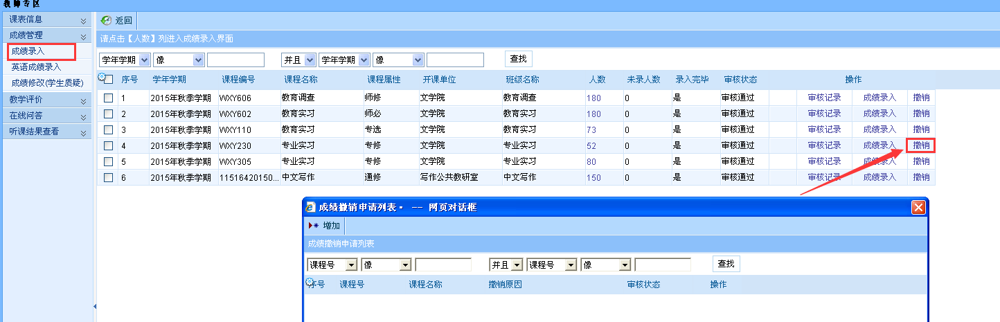 教师专区
课表信息
成绩管理
成绩录入
英语成绩录入
成绩修改(学生质疑)
教学评价
在线问答
听课结果查看
返回
请点击【人数】列进入成绩录入界面
学年学期 像 并且 学年学期 像 查找
序号 学年学期 课程编号 课程名称 课程属性 开课单位 班级名称 人数 未录人数 录入完毕 审核状态 操作
1 2015年秋季学期 WXY606 教育调查 师修 文学院 教育调查 180 0 是 审核通过 审核记录 成绩录入 撤销
2 2015年秋季学期 WXY602 教育实习 师必 文学院 教育实习 180 0 是 审核通过 审核记录 成绩录入 撤销
3 2015年秋季学期 WXY110 教育实习 专选 文学院 教育实习 73 0 是 审核通过 审核记录 成绩录入 撤销
4 2015年秋季学期 WXY230 专业实习 专修 文学院 专业实习 52 0 是 审核通过 审核记录 成绩录入 撤销
5 2015年秋季学期 WXY305 专业实习 专修 文学院 专业实习 80 0 是 审核通过 审核记录 成绩录入 撤销
6 2015年秋季学期 11516420150... 中文写作 通修 写作公共教研室 中文写作 150 0 是 审核通过 审核记录 成绩录入 撤销
成绩撤销申请列表· -- 网页对话框
增加
成绩撤销申请列表
课程号 像 并且 课程号 像 查找
序号 课程号 课程名称 撤销原因 审核状态 操作